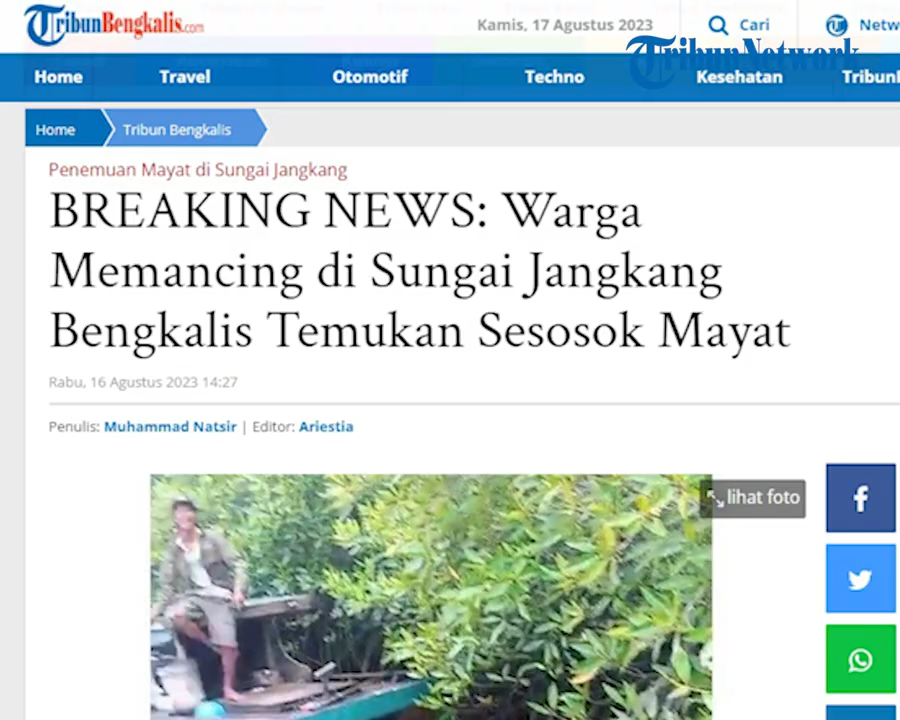 TribunBengkalis.com
Kamis, 17 Agustus 2023
Cari
Netw
TribunNetwork
Home
Travel
Otomotif
Techno
Kesehatan
Tribun
Home
Tribun Bengkalis
Penemuan Mayat di Sungai Jangkang
BREAKING NEWS: Warga
Memancing di Sungai Jangkang
Bengkalis Temukan Sesosok Mayat
Rabu, 16 Agustus 2023 14:27
Penulis: Muhammad Natsir | Editor: Ariestia
lihat foto